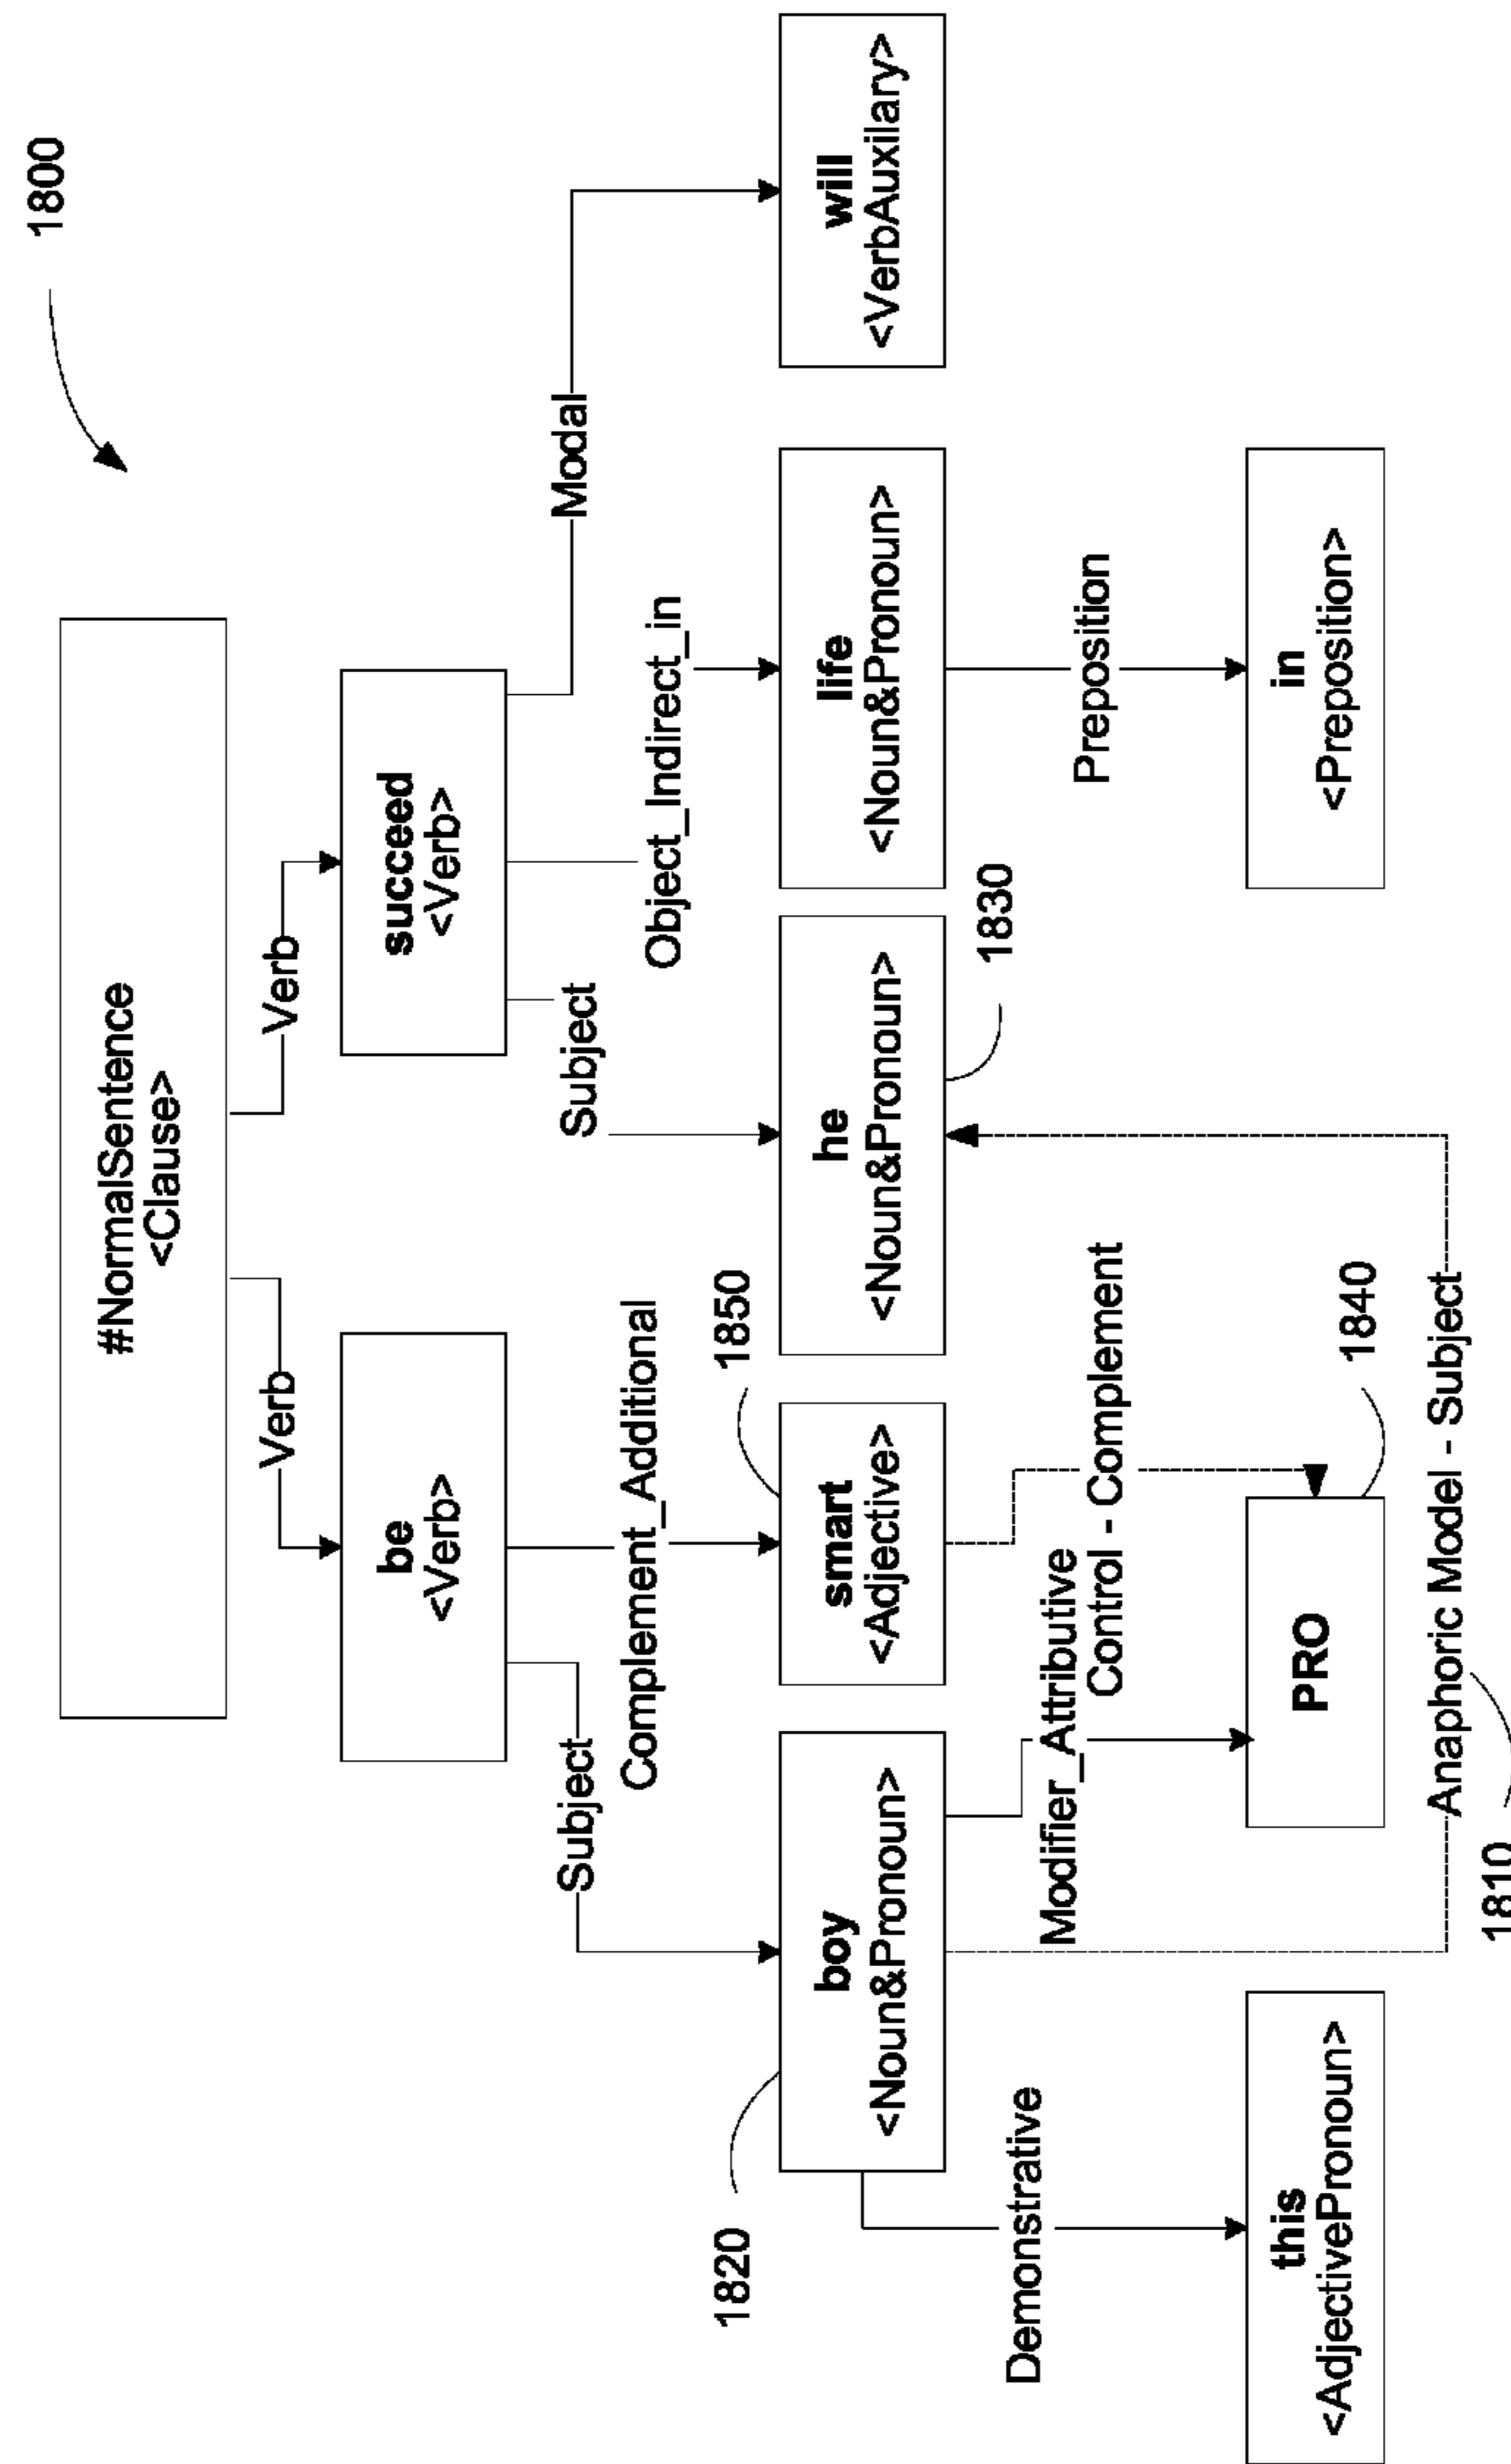 1800
#NormalSentence
<Clause>
Verb
Verb
be
<Verb>
succeed
<Verb>
Subject
Complement_Additional
Subject
Object_Indirect_in
Modal
1820
1850
boy
<Noun&Pronoun>
smart
<Adjective>
he
<Noun&Pronoun>
life
<Noun&Pronoun>
will
<VerbAuxilary>
1830
Demonstrative
Modifier_Attributive
Control - Complement
Preposition
1840
this
<AdjectivePronoun>
PRO
in
<Preposition>
Anaphoric Model - Subject
1810